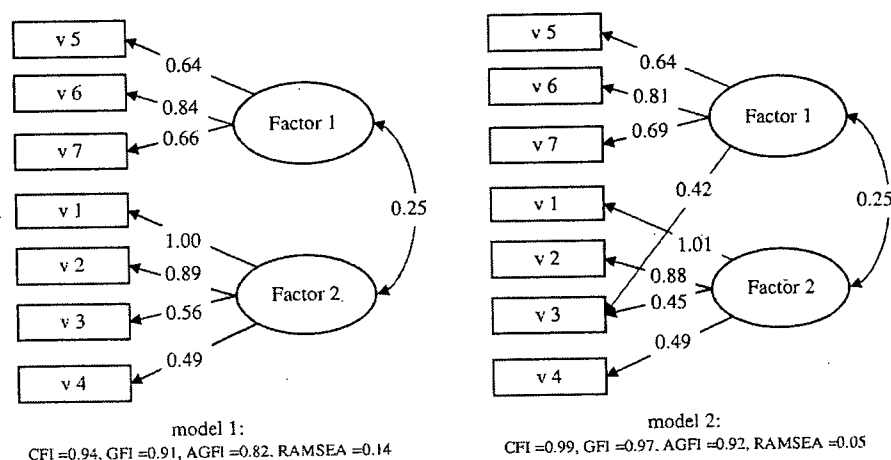 v 5
0.64
v 6
0.84
Factor 1
v 7
0.66
0.25
v 1
1.00
v 2
0.89
Factor 2
v 3
0.56
v 4
0.49
model 1:
CFI =0.94, GFI =0.91, AGFI =0.82, RAMSEA =0.14
v 5
0.64
v 6
0.81
Factor 1
v 7
0.69
0.42
0.25
v 1
1.01
v 2
0.88
Factor 2
v 3
0.45
v 4
0.49
model 2:
CFI =0.99, GFI =0.97, AGFI =0.92, RAMSEA =0.05